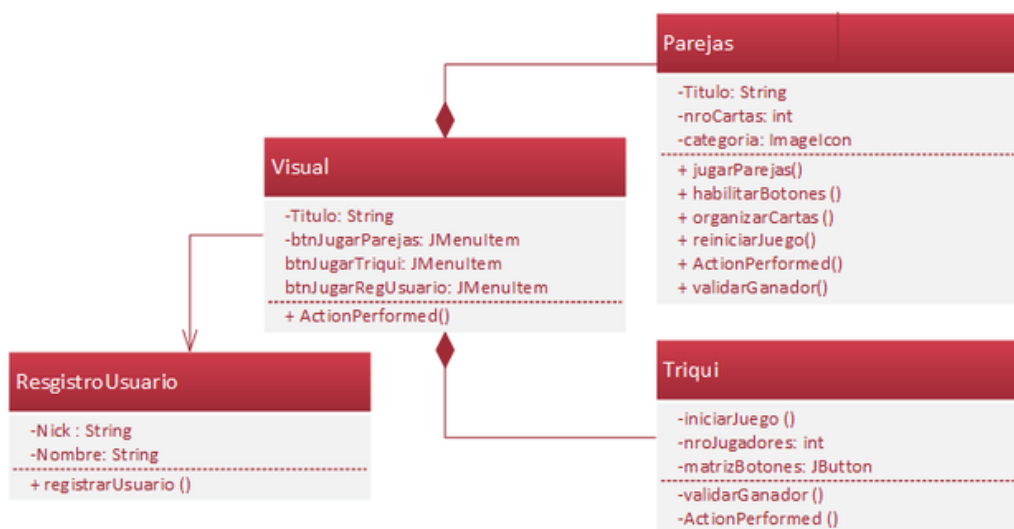 Parejas
-Titulo: String
-nroCartas: int
-categoria: ImageIcon
+ jugarParejas()
+ habilitarBotones ()
+ organizarCartas ()
+ reiniciarJuego()
+ ActionPerformed()
+ validarGanador()
Visual
-Titulo: String
-btnJugarParejas: JMenuItem
btnJugarTriqui: JMenuItem
btnJugarRegUsuario: JMenuItem
+ ActionPerformed()
ResgistroUsuario
-Nick : String
-Nombre: String
+ registrarUsuario ()
Triqui
-iniciarJuego ()
-nroJugadores: int
-matrizBotones: JButton
-validarGanador ()
-ActionPerformed ()